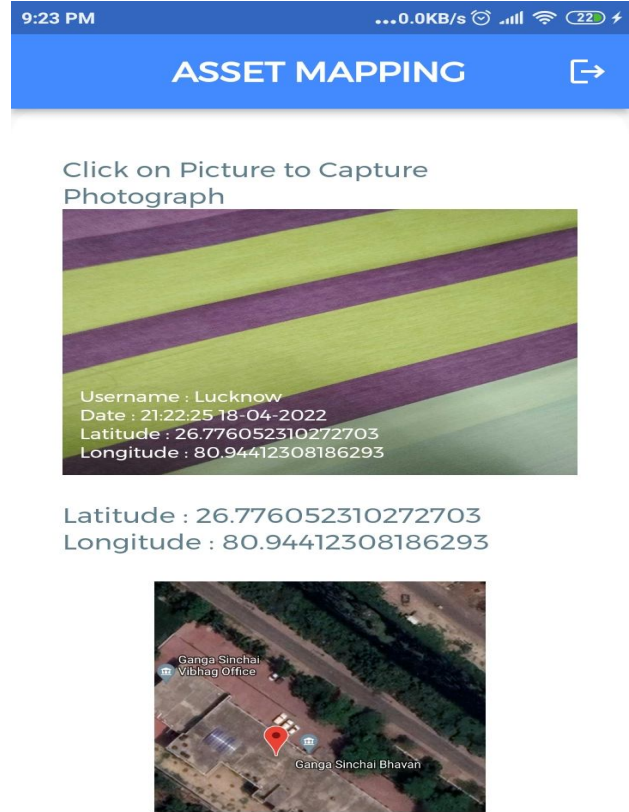 9:23 PM ...0.0KB/s 22
ASSET MAPPING
Click on Picture to Capture
Photograph
Username : Lucknow
Date : 21:22:25 18-04-2022
Latitude : 26.776052310272703
Longitude : 80.94412308186293
Latitude : 26.776052310272703
Longitude : 80.94412308186293
Ganga Sinchai
Vibhag Office
Ganga Sinchai Bhavan